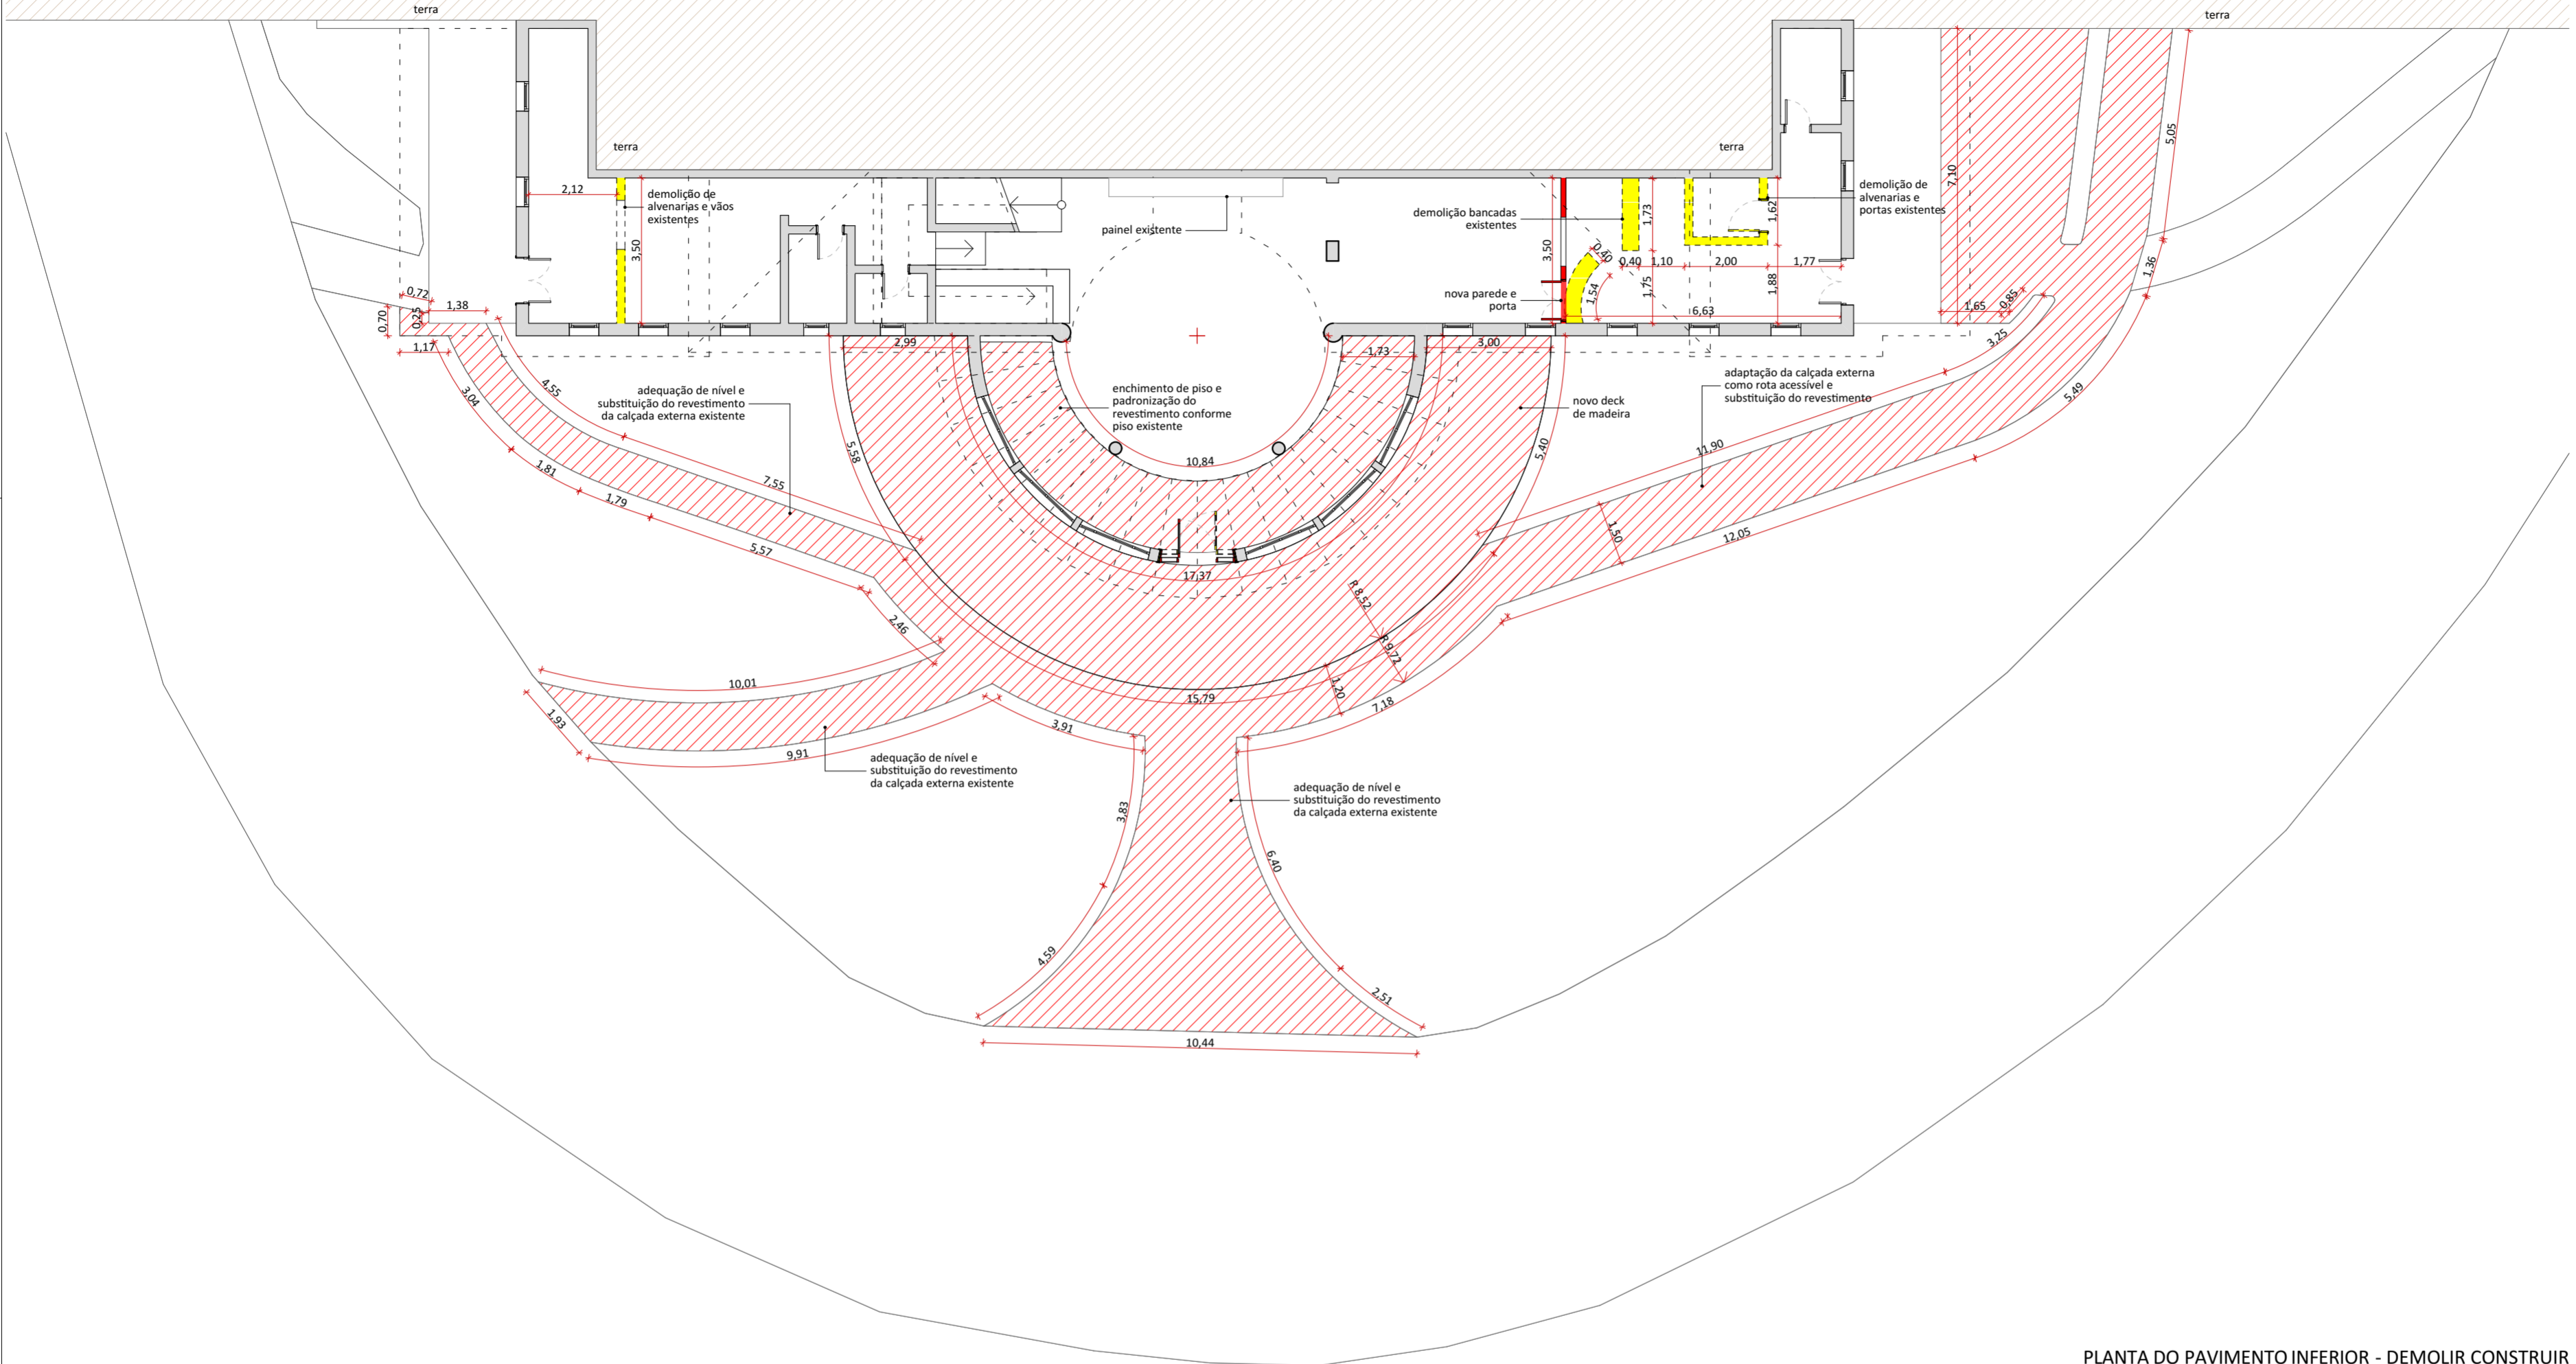 terra
terra
terra
terra
2,12
demolição de
alvenarias e vãos
existentes
3,50
painel existente
demolição bancadas
existentes
3,50
nova parede e
porta
1,73
0,40
0,40
1,10
2,00
1,77
1,54
1,75
1,62
1,88
6,63
demolição de
alvenarias e
portas existentes
7,10
5,05
1,36
1,65
0,85
3,25
5,49
0,72
0,70
0,25
1,38
1,17
3,04
4,55
1,81
1,79
7,55
5,57
adequação de nível e
substituição do revestimento
da calçada externa existente
2,99
1,73
3,00
enchimento de piso e
padronização do
revestimento conforme
piso existente
novo deck
de madeira
adaptação da calçada externa
como rota acessível e
substituição do revestimento
5,58
10,84
5,40
11,90
1,50
12,05
17,37
R 8,52
R 9,72
2,46
10,01
1,93
9,91
3,91
15,79
1,20
7,18
adequação de nível e
substituição do revestimento
da calçada externa existente
adequação de nível e
substituição do revestimento
da calçada externa existente
3,83
6,40
4,59
2,51
10,44
PLANTA DO PAVIMENTO INFERIOR - DEMOLIR CONSTRUIR